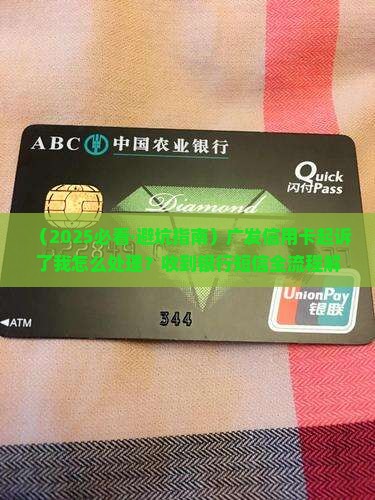 ABC 中国农业银行
Quick
闪付Pass
Diamond
(2025必看 避坑指南)广发信用卡起诉
了我怎么处理?收到银行短信全流程解
UnionPay
银联
◀ATM
344